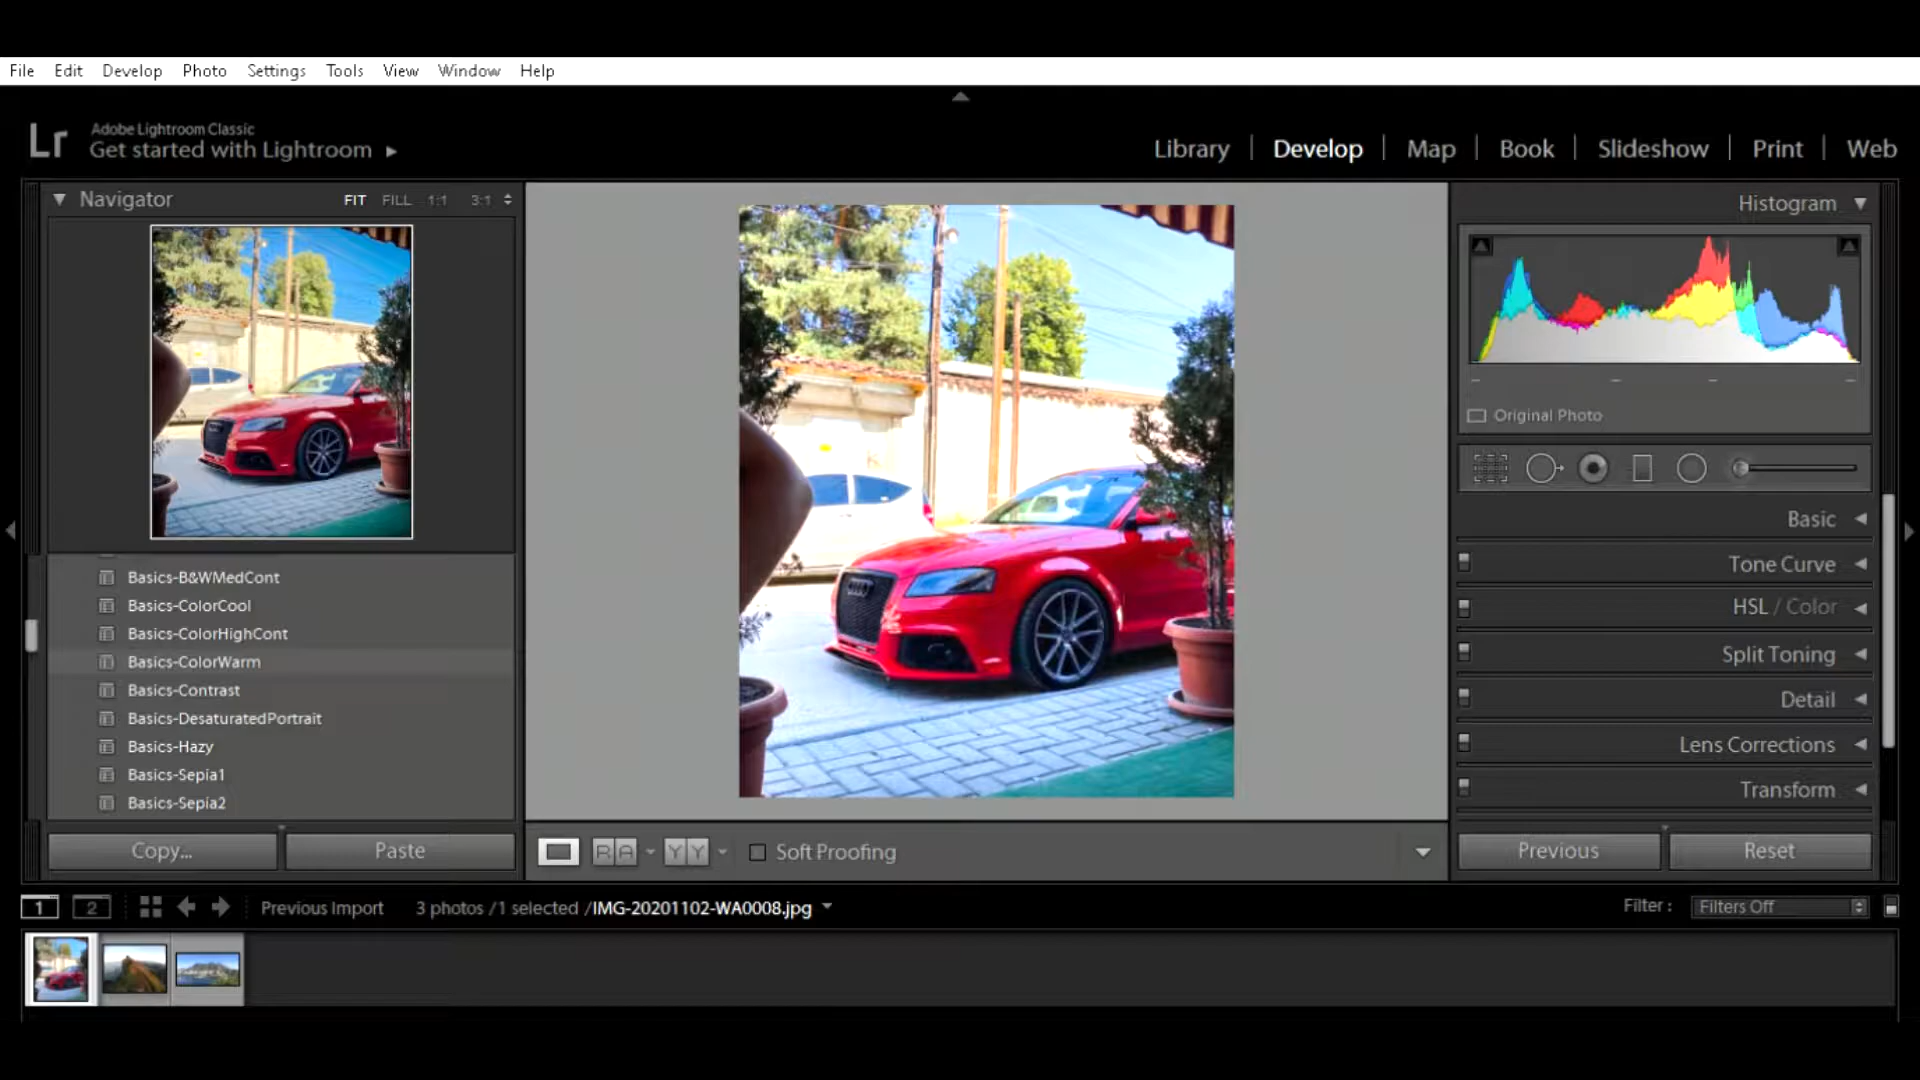 File Edit Develop Photo Settings Tools View Window Help
Lr
Adobe Lightroom Classic
Get started with Lightroom
Library | Develop | Map | Book | Slideshow | Print | Web
Navigator FIT FILL 1:1 3:1
Histogram
Original Photo
Basic
Tone Curve
HSL / Color
Split Toning
Detail
Lens Corrections
Transform
Basics-B&WMedCont
Basics-ColorCool
Basics-ColorHighCont
Basics-ColorWarm
Basics-Contrast
Basics-DesaturatedPortrait
Basics-Hazy
Basics-Sepia1
Basics-Sepia2
Copy... Paste
R A Y Y Soft Proofing
Previous Reset
1 2 Previous Import 3 photos /1 selected /IMG-20201102-WA0008.jpg
Filter : Filters Off